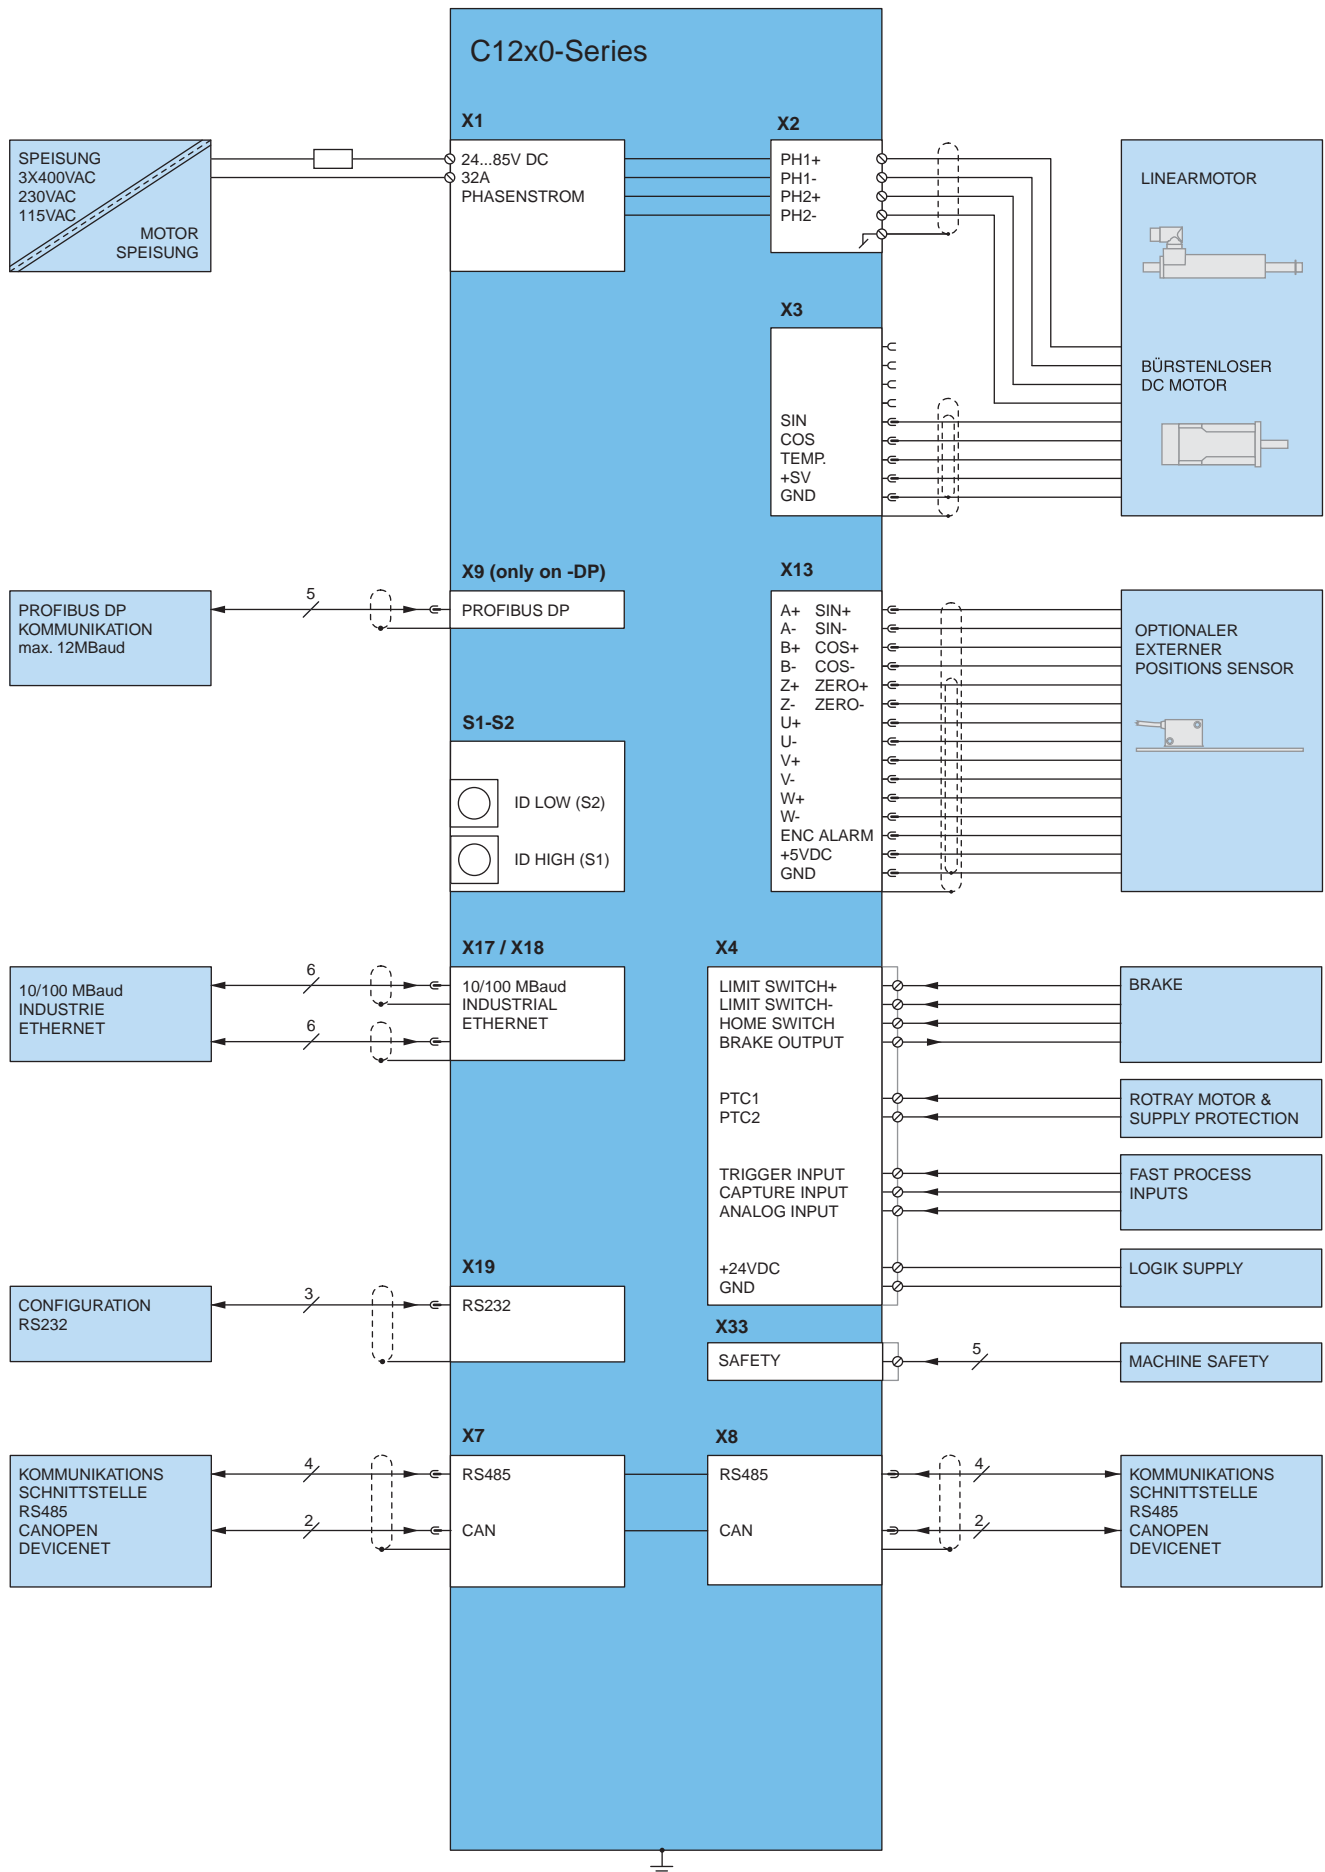 C12x0-Series
X1
X2
SPEISUNG
3X400VAC
230VAC
115VAC
MOTOR
SPEISUNG
24...85V DC
32A
PHASENSTROM
PH1+
PH1-
PH2+
PH2-
LINEARMOTOR
BÜRSTENLOSER
DC MOTOR
X3
SIN
COS
TEMP.
+SV
GND
X9 (only on -DP)
PROFIBUS DP
KOMMUNIKATION
max. 12MBaud
5
PROFIBUS DP
X13
A+ SIN+
A- SIN-
B+ COS+
B- COS-
Z+ ZERO+
Z- ZERO-
U+
U-
V+
V-
W+
W-
ENC ALARM
+5VDC
GND
OPTIONALER
EXTERNER
POSITIONS SENSOR
S1-S2
ID LOW (S2)
ID HIGH (S1)
X17 / X18
10/100 MBaud
INDUSTRIE
ETHERNET
6
6
10/100 MBaud
INDUSTRIAL
ETHERNET
X4
LIMIT SWITCH+
LIMIT SWITCH-
HOME SWITCH
BRAKE OUTPUT
PTC1
PTC2
TRIGGER INPUT
CAPTURE INPUT
ANALOG INPUT
+24VDC
GND
BRAKE
ROTRAY MOTOR &
SUPPLY PROTECTION
FAST PROCESS
INPUTS
LOGIK SUPPLY
X19
CONFIGURATION
RS232
3
RS232
X33
SAFETY
5
MACHINE SAFETY
X7
KOMMUNIKATIONS
SCHNITTSTELLE
RS485
CANOPEN
DEVICENET
4
2
RS485
CAN
X8
RS485
CAN
4
2
KOMMUNIKATIONS
SCHNITTSTELLE
RS485
CANOPEN
DEVICENET